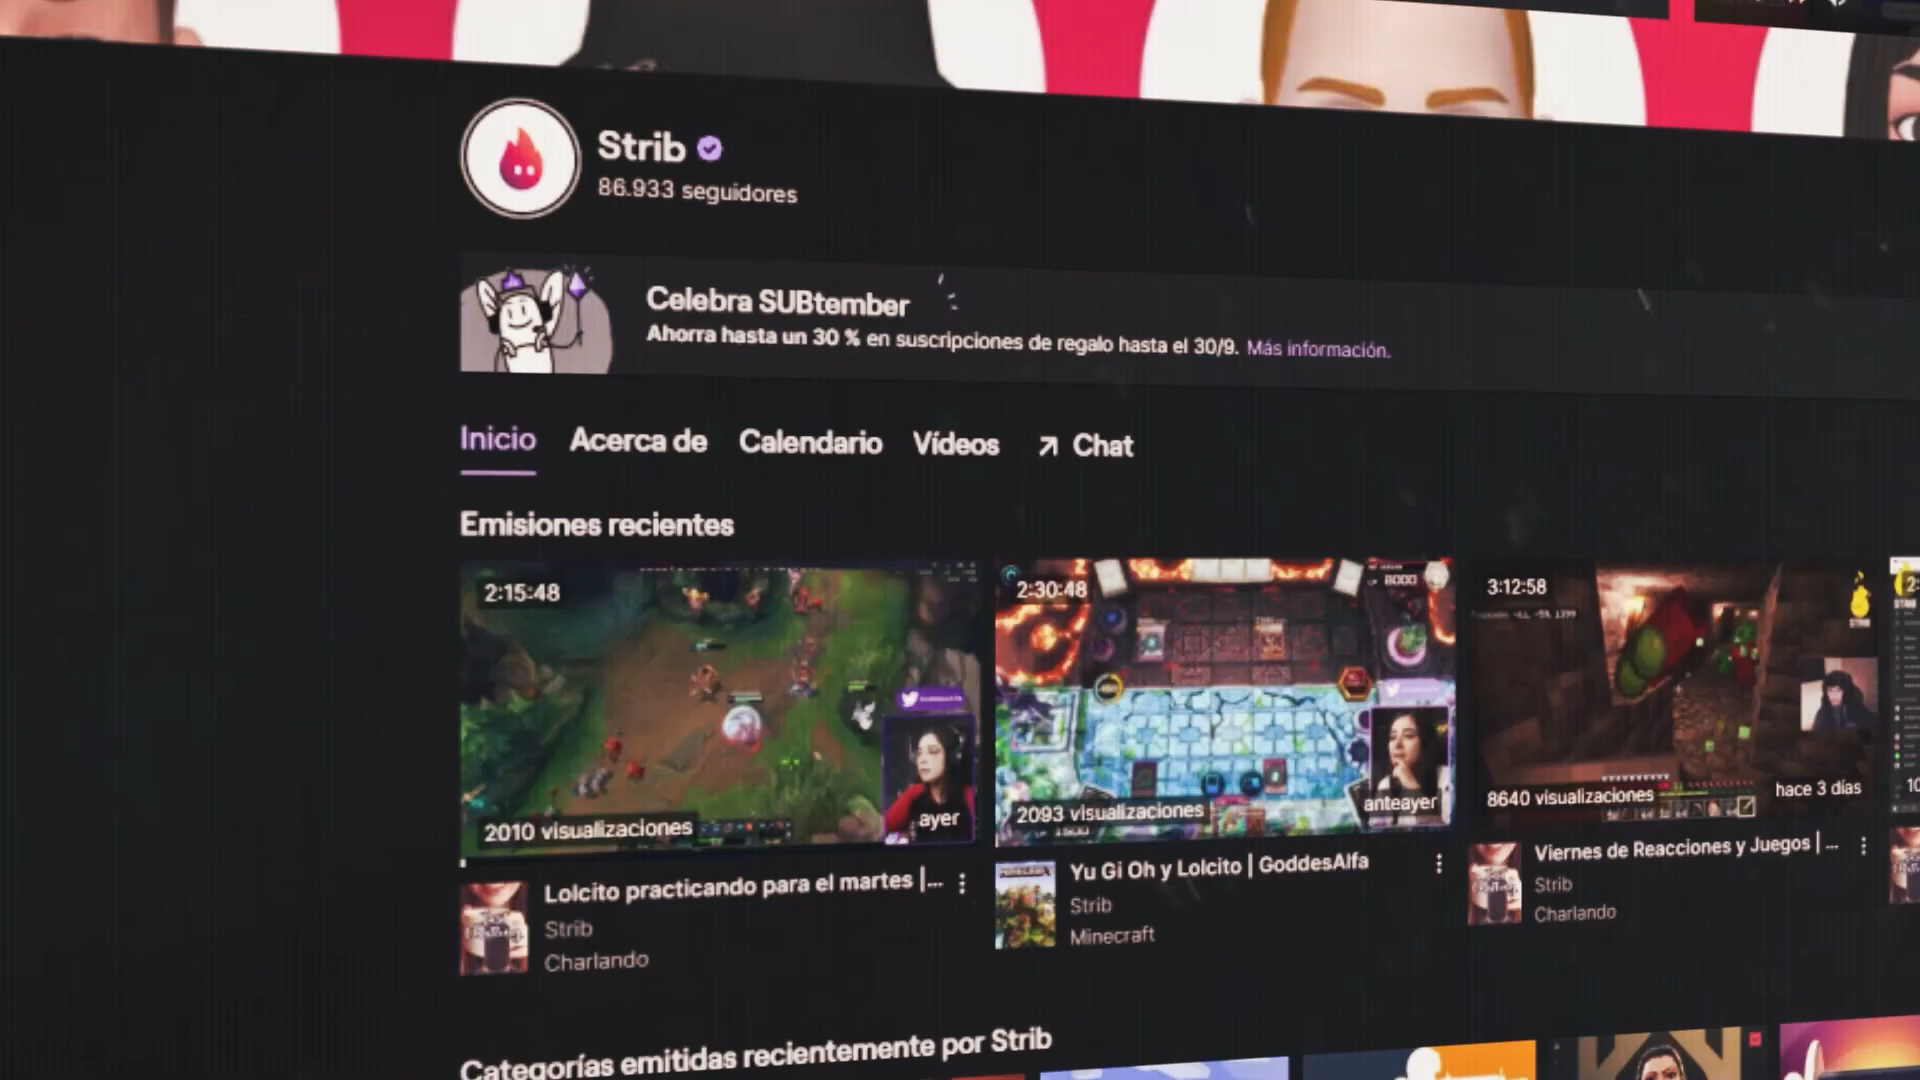 Strib
86.933 seguidores
Celebra SUBtember
Ahorra hasta un 30 % en suscripciones de regalo hasta el 30/9. Más información.
Inicio
Acerca de
Calendario
Vídeos
Chat
Emisiones recientes
2:15:48
2010 visualizaciones
ayer
2:30:48
8000
2093 visualizaciones
anteayer
3:12:58
STRIB
8640 visualizaciones
hace 3 días
Lolcito practicando para el martes |...
Strib
Charlando
Yu Gi Oh y Lolcito | GoddesAlfa
Strib
Minecraft
Viernes de Reacciones y Juegos | ...
Strib
Charlando
Categorías emitidas recientemente por Strib